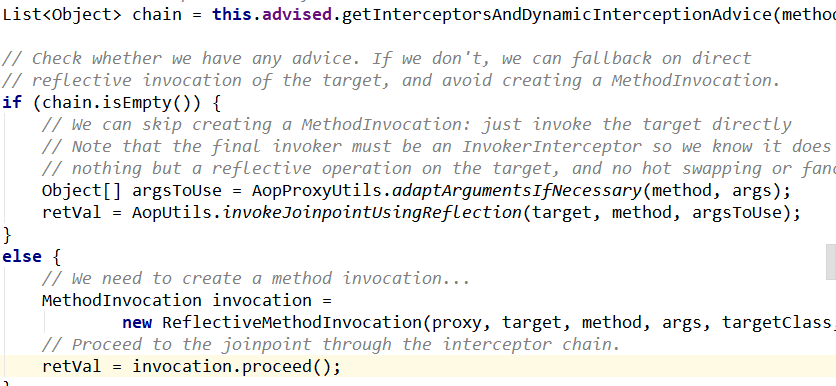 List<Object> chain = this.advised.getInterceptorsAndDynamicInterceptionAdvice(metho
// Check whether we have any advice. If we don't, we can fallback on direct
// reflective invocation of the target, and avoid creating a MethodInvocation.
if (chain.isEmpty()) {
// We can skip creating a MethodInvocation: just invoke the target directly
// Note that the final invoker must be an InvokerInterceptor so we know it does
// nothing but a reflective operation on the target, and no hot swapping or fanc
Object[] argsToUse = AopProxyUtils.adaptArgumentsIfNecessary(method, args);
retVal = AopUtils.invokeJoinpointUsingReflection(target, method, argsToUse);
}
else {
// We need to create a method invocation...
MethodInvocation invocation =
new ReflectiveMethodInvocation(proxy, target, method, args, targetClass,
// Proceed to the joinpoint through the interceptor chain.
retVal = invocation.proceed();